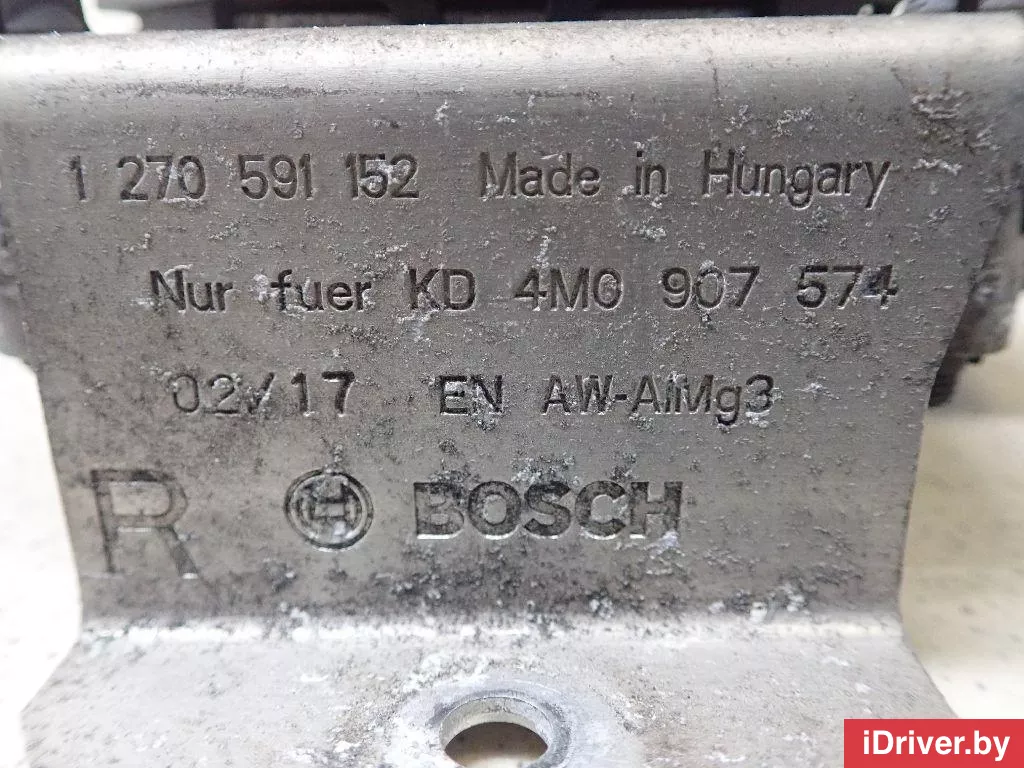 1 270 591 152 Made in Hungary
Nur fuer KD 4M0 907 574
02/17 EN AW-AlMg3
R BOSCH
iDriver.by